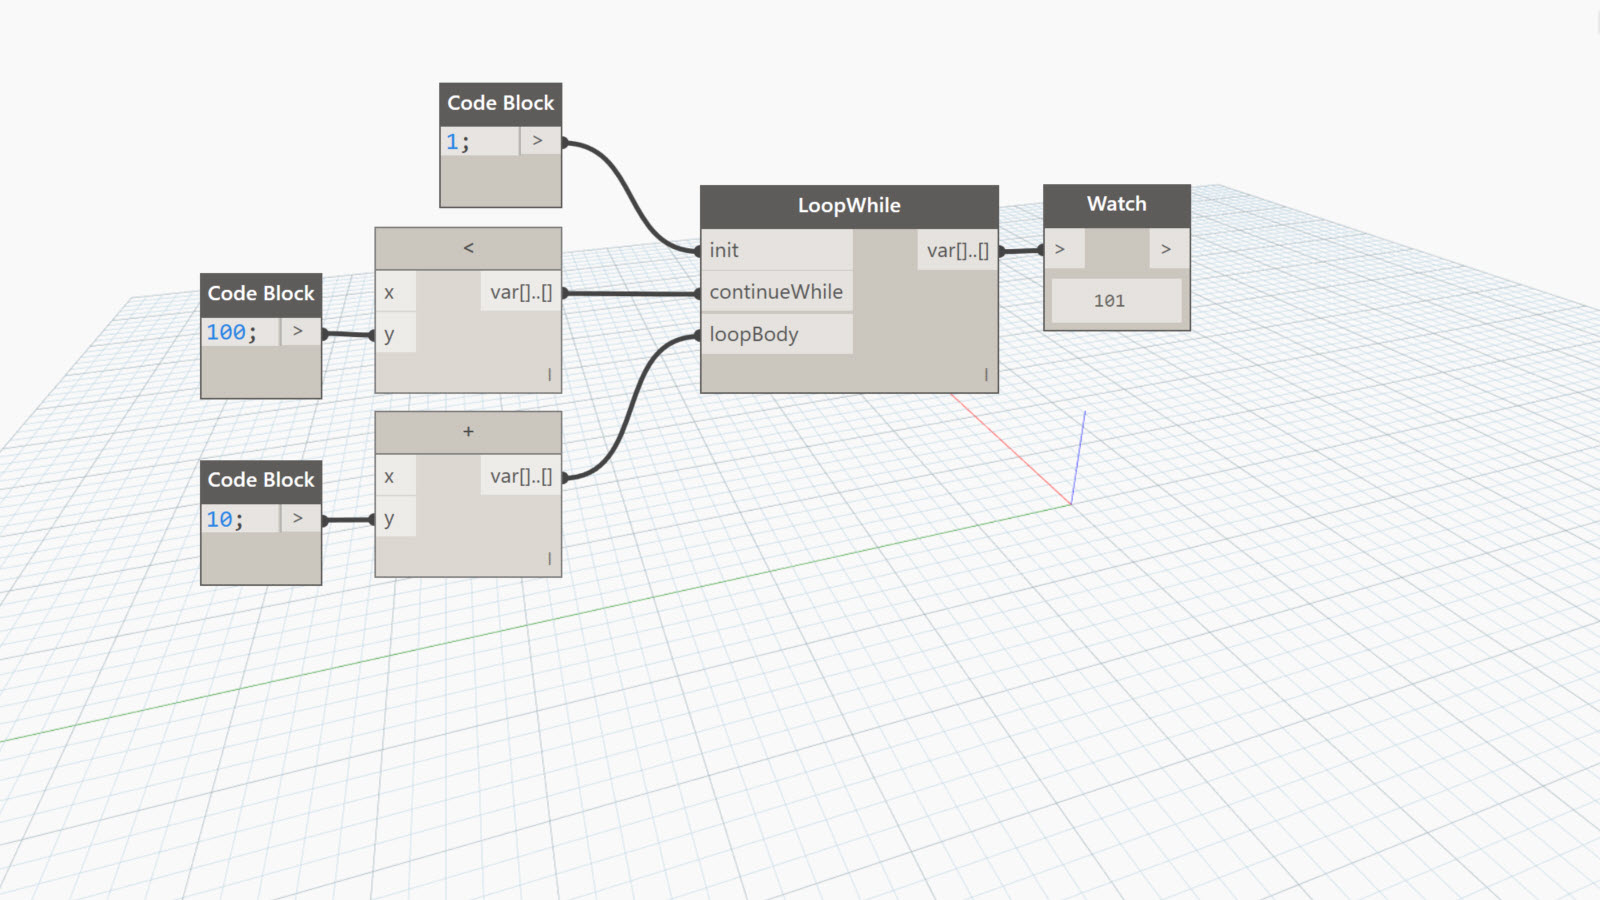 Code Block
1; >
<
x var[]..[]
y
l
Code Block
100; >
+
x var[]..[]
y
l
Code Block
10; >
LoopWhile
init var[]..[]
continueWhile
loopBody
l
Watch
> >
101